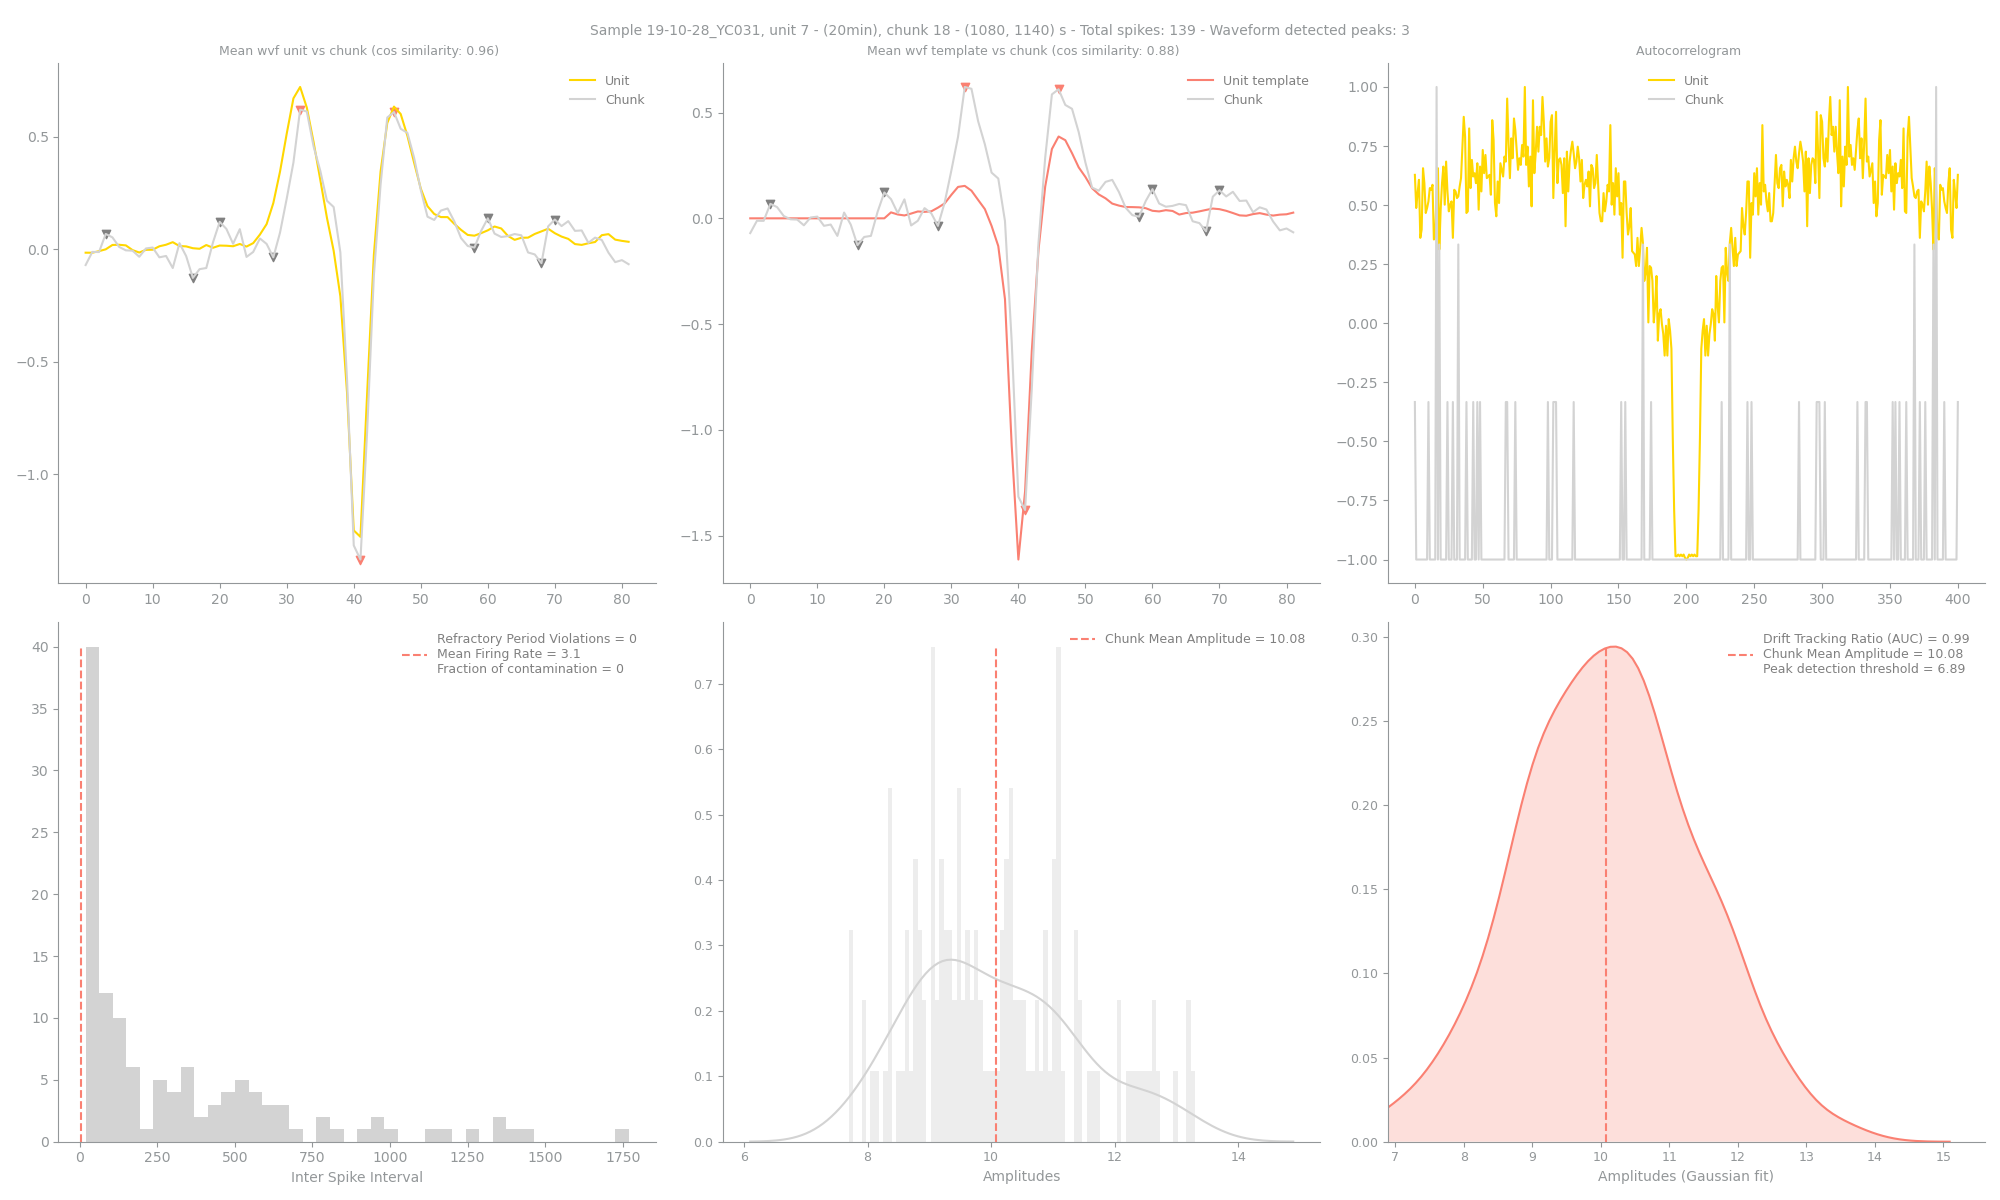 Sample 19-10-28_YC031, unit 7 - (20min), chunk 18 - (1080, 1140) s - Total spikes: 139 - Waveform detected peaks: 3
Mean wvf unit vs chunk (cos similarity: 0.96)
Unit
Chunk
0.5
0.0
−0.5
−1.0
0 10 20 30 40 50 60 70 80
Mean wvf template vs chunk (cos similarity: 0.88)
Unit template
Chunk
0.5
0.0
−0.5
−1.0
−1.5
0 10 20 30 40 50 60 70 80
Autocorrelogram
Unit
Chunk
1.00
0.75
0.50
0.25
0.00
−0.25
−0.50
−0.75
−1.00
0 50 100 150 200 250 300 350 400
Refractory Period Violations = 0
Mean Firing Rate = 3.1
Fraction of contamination = 0
40
35
30
25
20
15
10
5
0
0 250 500 750 1000 1250 1500 1750
Inter Spike Interval
Chunk Mean Amplitude = 10.08
0.7
0.6
0.5
0.4
0.3
0.2
0.1
0.0
6 8 10 12 14
Amplitudes
Drift Tracking Ratio (AUC) = 0.99
Chunk Mean Amplitude = 10.08
Peak detection threshold = 6.89
0.30
0.25
0.20
0.15
0.10
0.05
0.00
7 8 9 10 11 12 13 14 15
Amplitudes (Gaussian fit)